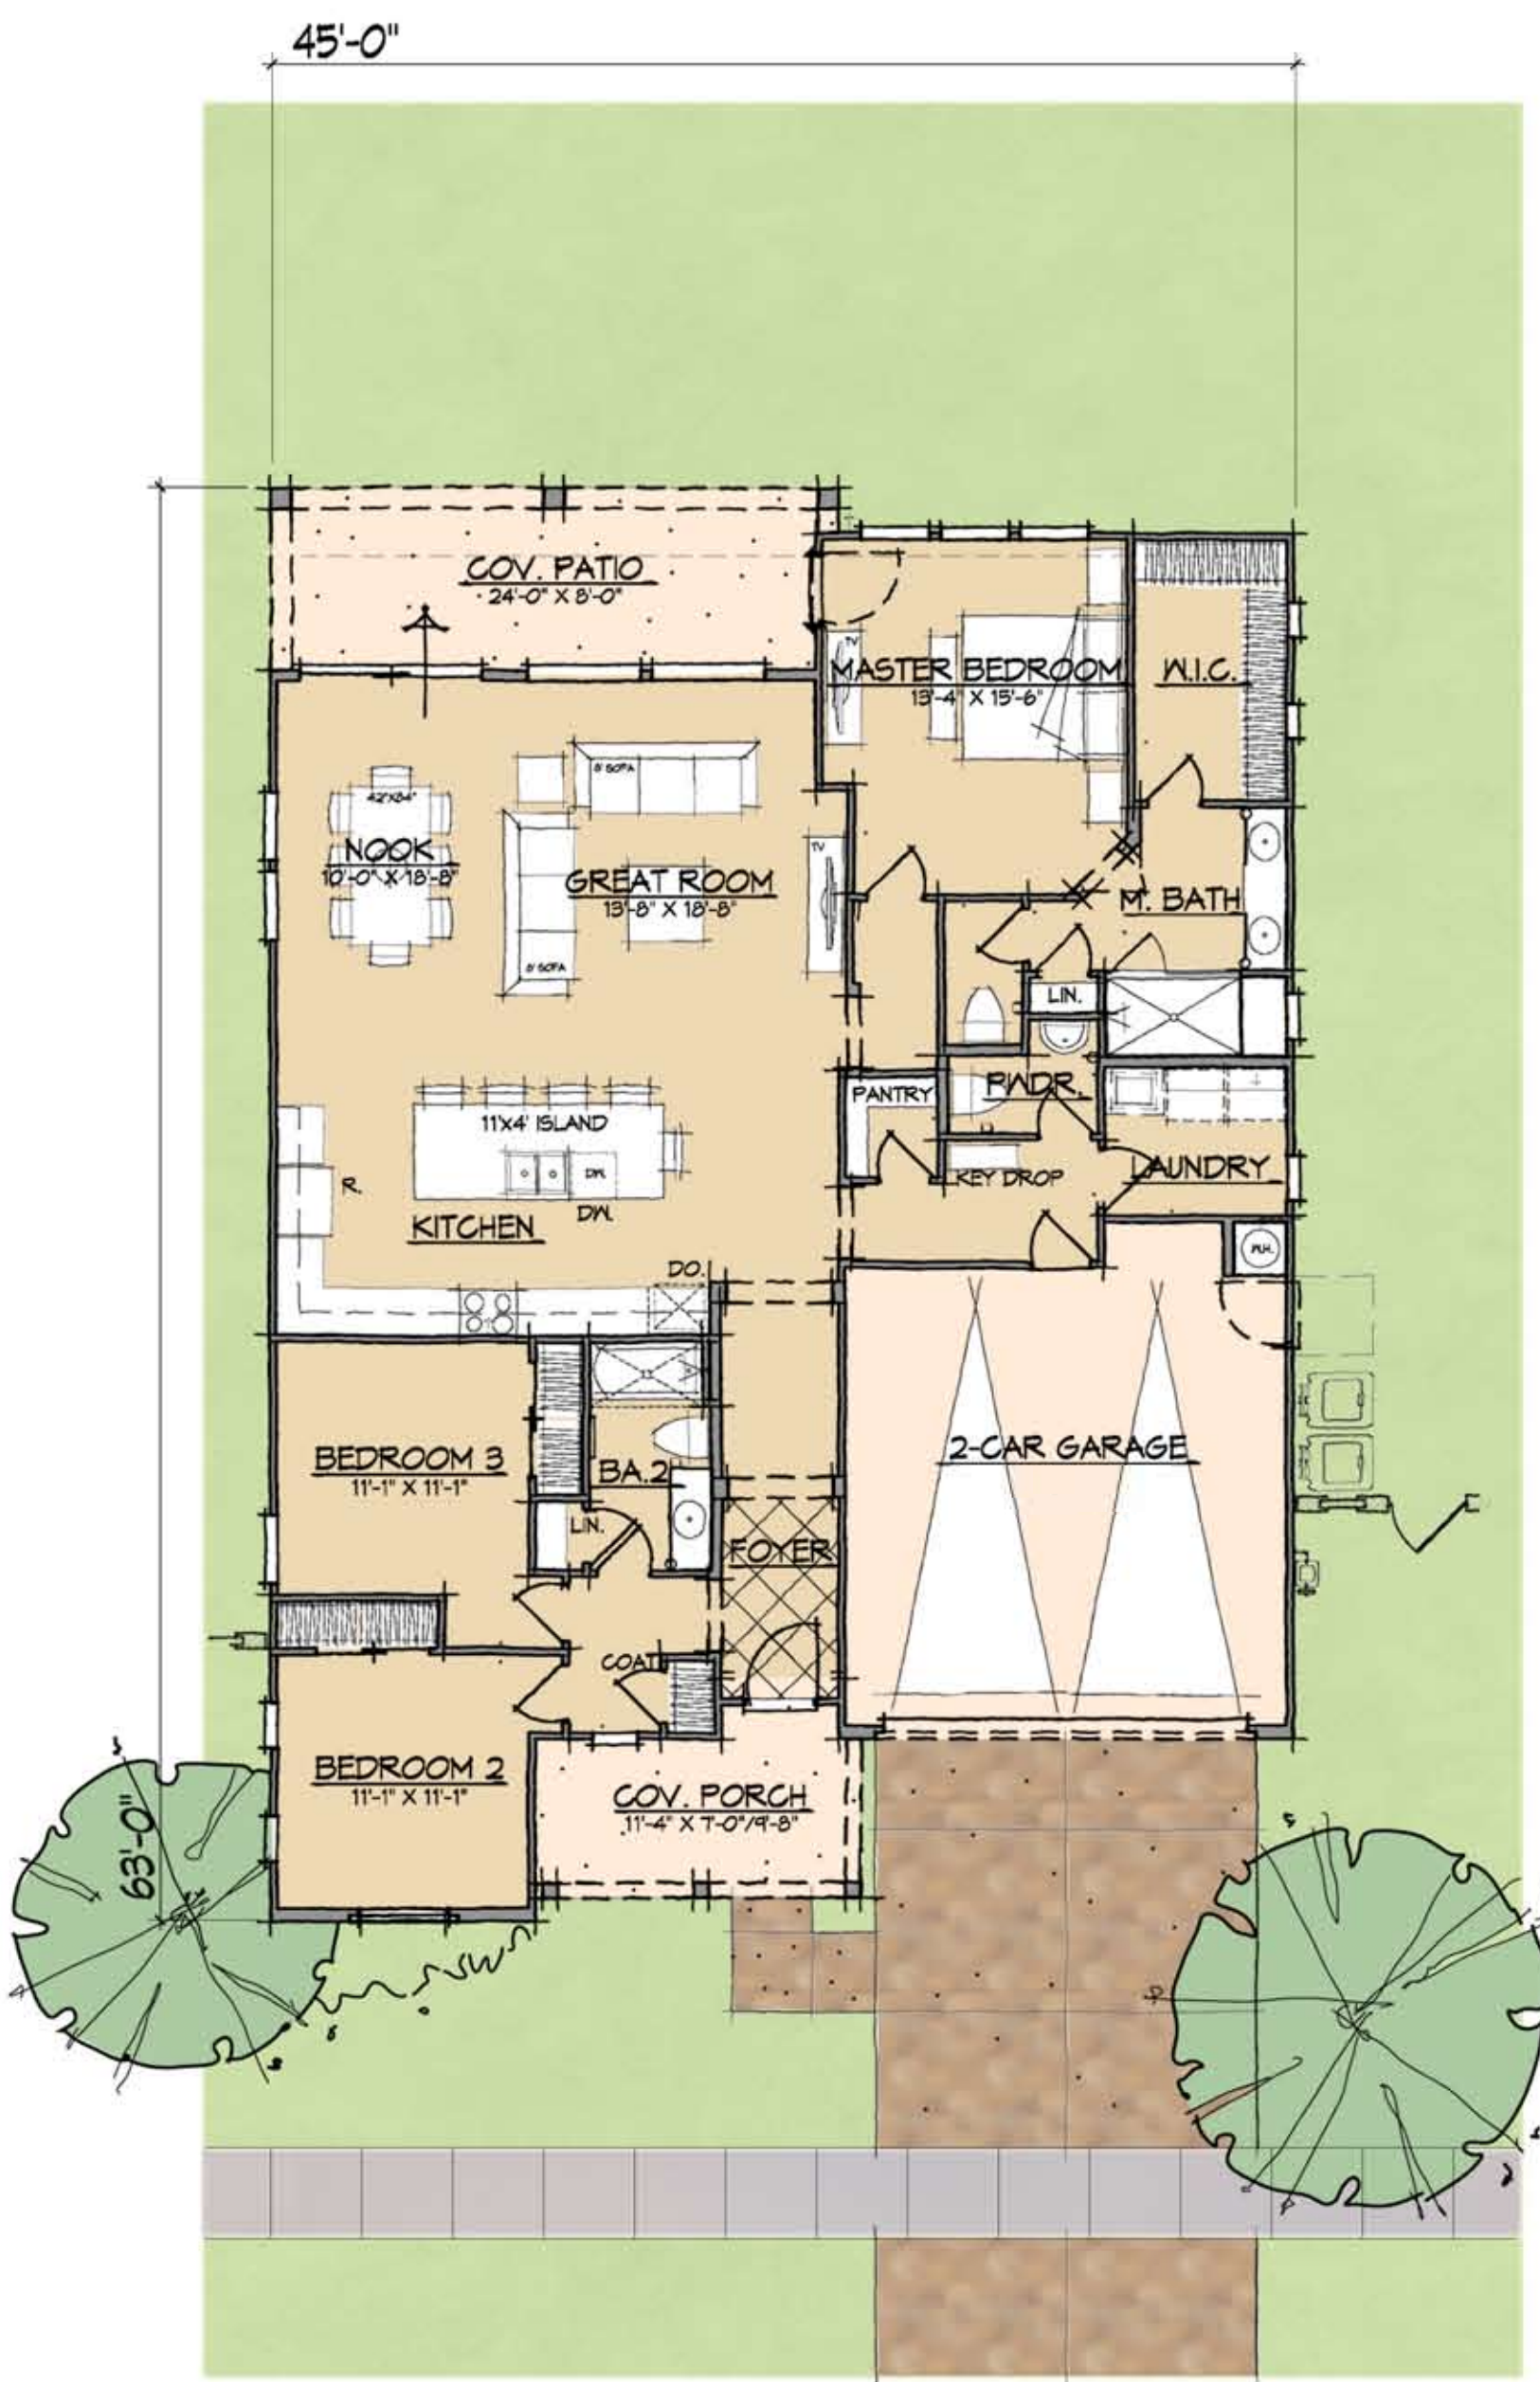 45'-0"
COV. PATIO
24'-0" X 8'-0"
TV
MASTER BEDROOM
13'-4" X 15'-6"
W.I.C.
8' SOFA
42"X84"
NOOK
10'-0" X 18'-8"
GREAT ROOM
13'-8" X 18'-8"
TV
M. BATH
8' SOFA
LIN.
PANTRY
PWDR.
11'X4' ISLAND
DW.
R.
KEY DROP
LAUNDRY
DW.
KITCHEN
W.H.
DO.
2-CAR GARAGE
BEDROOM 3
11'-1" X 11'-1"
BA.2
LIN.
FOYER
COAT
BEDROOM 2
11'-1" X 11'-1"
COV. PORCH
11'-4" X 7'-0"/9'-8"
63'-0"